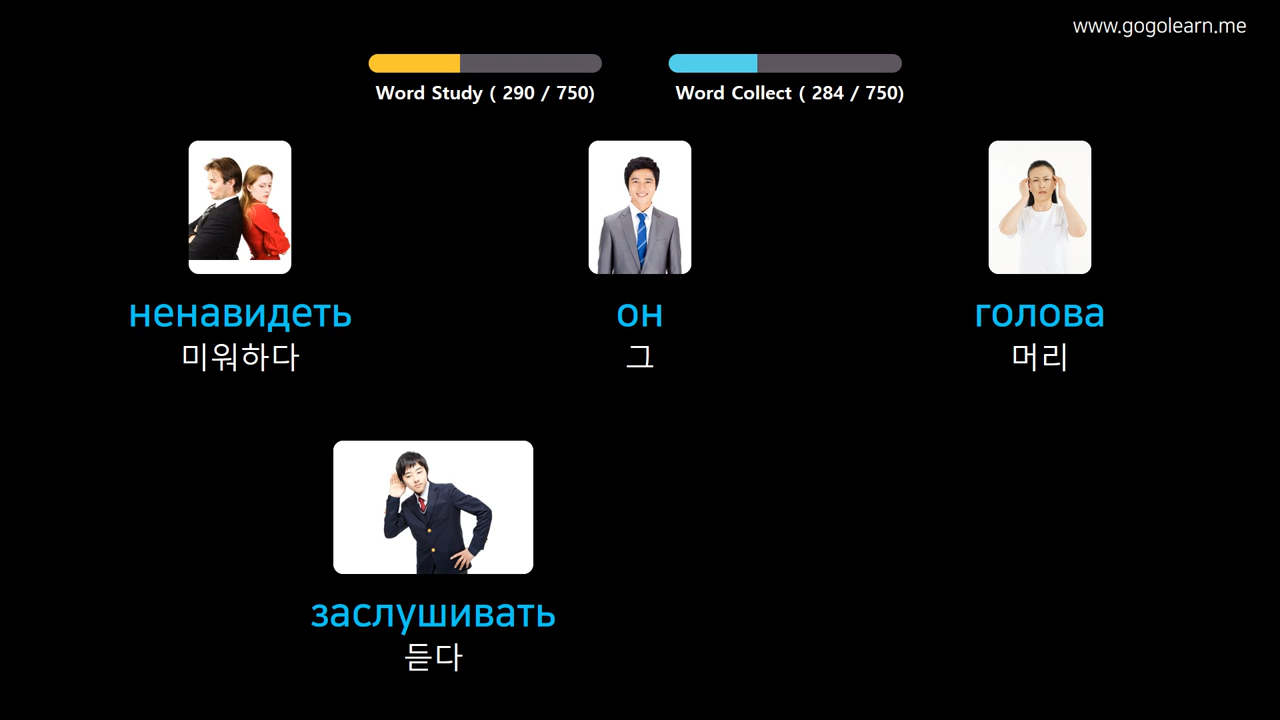 www.gogolearn.me
Word Study ( 290 / 750)
Word Collect ( 284 / 750)
ненавидеть
미워하다
он
그
голова
머리
заслушивать
듣다